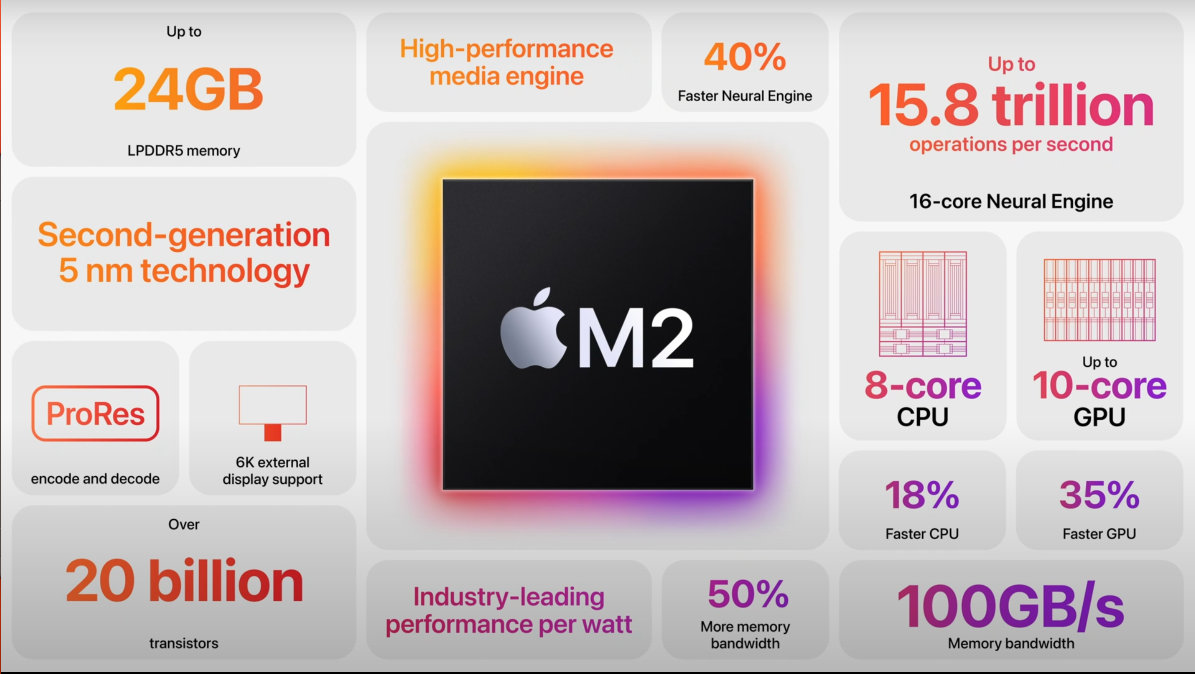 Up to
24GB
LPDDR5 memory
High-performance
media engine
40%
Faster Neural Engine
Up to
15.8 trillion
operations per second
16-core Neural Engine
Second-generation
5 nm technology
M2
8-core
CPU
Up to
10-core
GPU
ProRes
encode and decode
6K external
display support
18%
Faster CPU
35%
Faster GPU
Over
20 billion
transistors
Industry-leading
performance per watt
50%
More memory
bandwidth
100GB/s
Memory bandwidth